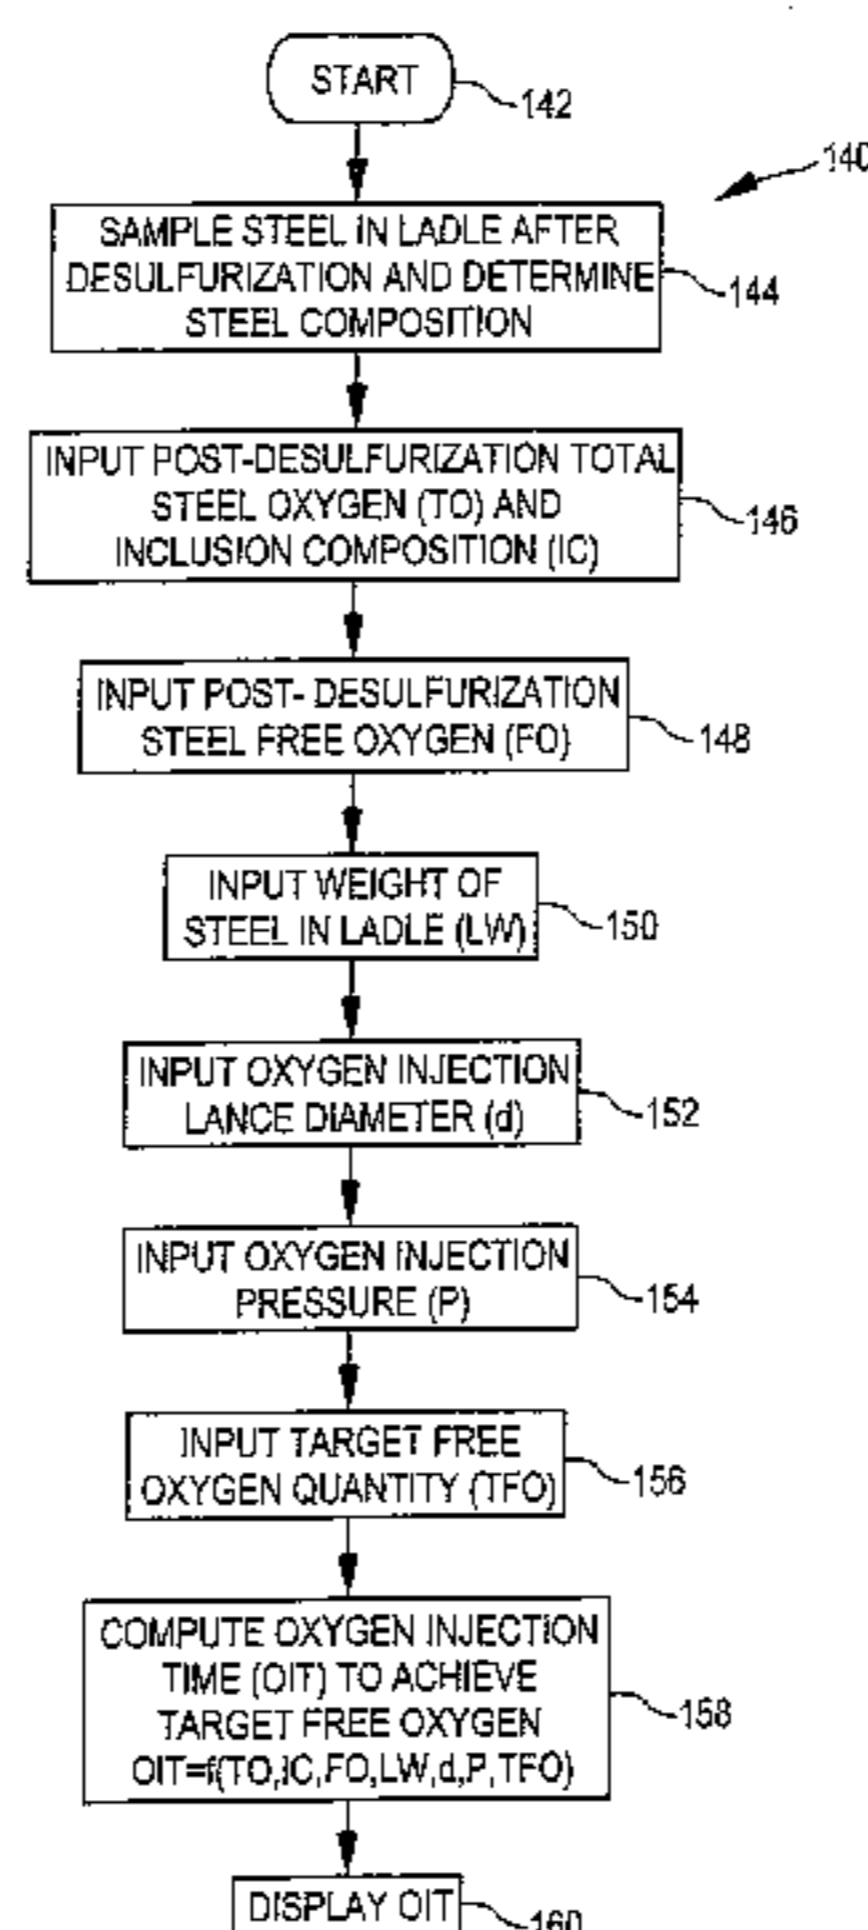 START
142
140
SAMPLE STEEL IN LADLE AFTER
DESULFURIZATION AND DETERMINE
STEEL COMPOSITION
144
INPUT POST-DESULFURIZATION TOTAL
STEEL OXYGEN (TO) AND
INCLUSION COMPOSITION (IC)
146
INPUT POST- DESULFURIZATION
STEEL FREE OXYGEN (FO)
148
INPUT WEIGHT OF
STEEL IN LADLE (LW)
150
INPUT OXYGEN INJECTION
LANCE DIAMETER (d)
152
INPUT OXYGEN INJECTION
PRESSURE (P)
154
INPUT TARGET FREE
OXYGEN QUANTITY (TFO)
156
COMPUTE OXYGEN INJECTION
TIME (OIT) TO ACHIEVE
TARGET FREE OXYGEN
OIT=f(TO,IC,FO,LW,d,P,TFO)
158
DISPLAY OIT
160